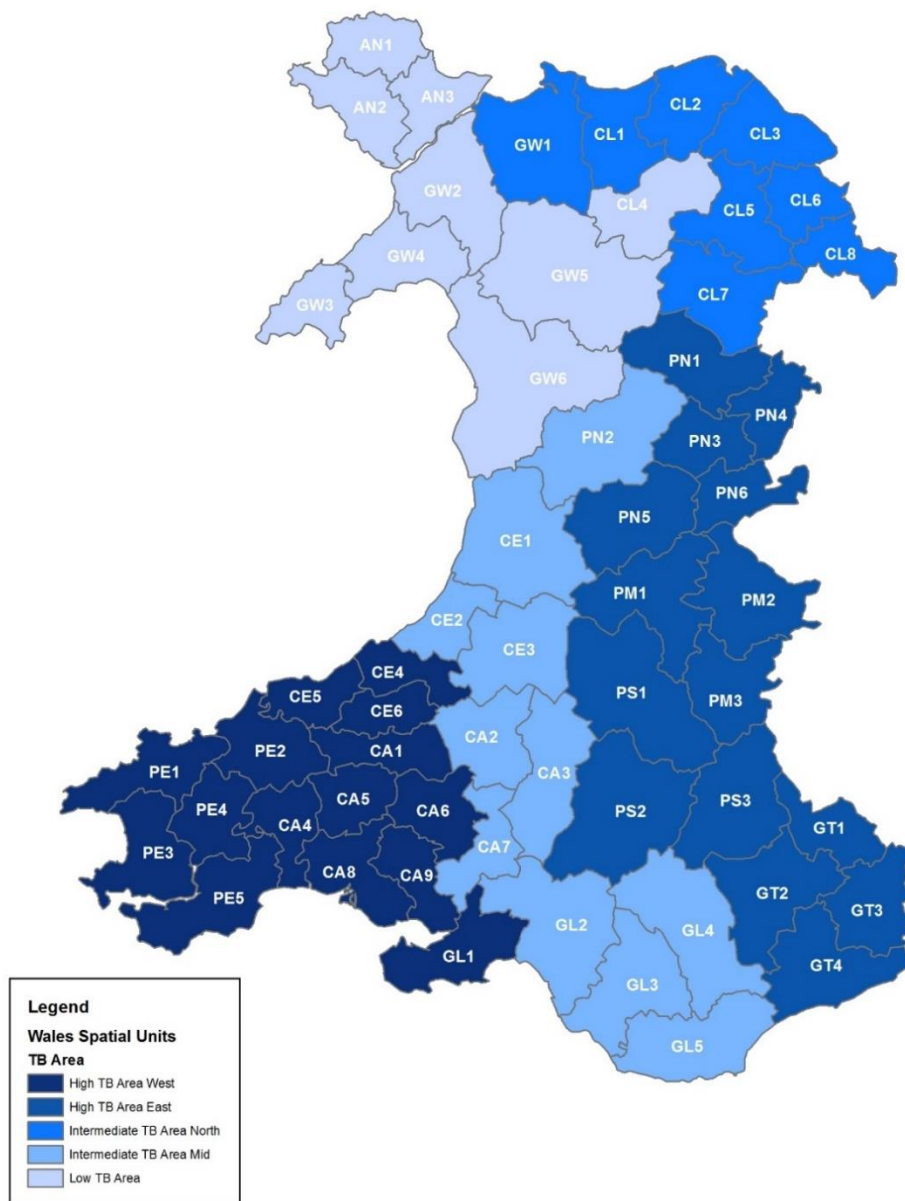 AN1
AN2
AN3
CL2
CL3
GW1
CL1
GW2
CL4
CL5
CL6
GW4
GW5
CL8
GW3
CL7
PN1
GW6
PN4
PN2
PN3
PN6
PN5
CE1
PM1
PM2
CE2
CE3
CE4
CE5
PS1
PM3
CE6
PE2
CA1
CA2
PE1
CA3
CA5
PE4
CA6
PS2
PS3
CA4
GT1
PE3
CA7
CA8
CA9
PE5
GT2
GT3
GL2
GL4
GL1
GT4
GL3
GL5
Legend
Wales Spatial Units
TB Area
High TB Area West
High TB Area East
Intermediate TB Area North
Intermediate TB Area Mid
Low TB Area